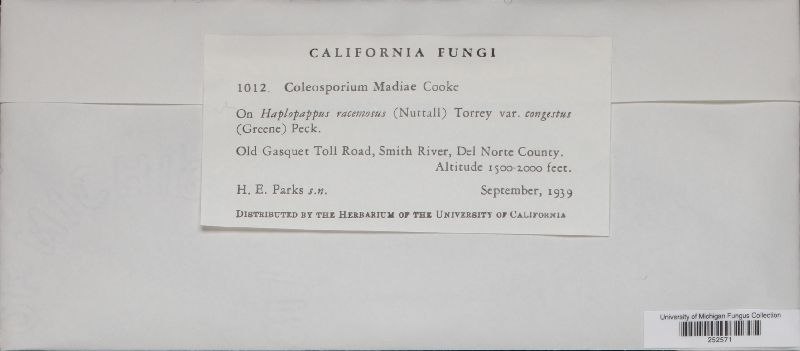 CALIFORNIA FUNGI
1012. Coleosporium Madiae Cooke
On Haplopappus racemosus (Nuttall) Torrey var. congestus
(Greene) Peck.
Old Gasquet Toll Road, Smith River, Del Norte County.
Altitude 1500-2000 feet.
H. E. Parks s.n. September, 1939
Distributed by the Herbarium of the University of California
University of Michigan Fungus Collection
252571